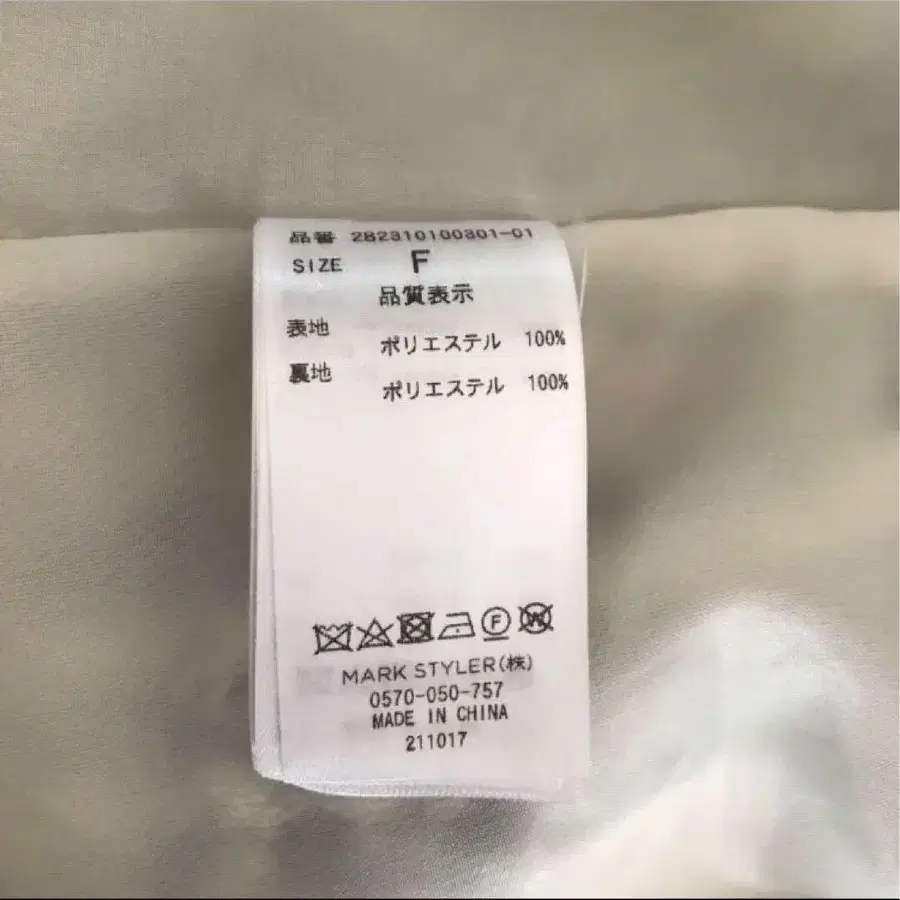 品番 282310100301-01
SIZE F
品質表示
表地 ポリエステル 100%
裏地 ポリエステル 100%
MARK STYLER(株)
0570-050-757
MADE IN CHINA
211017